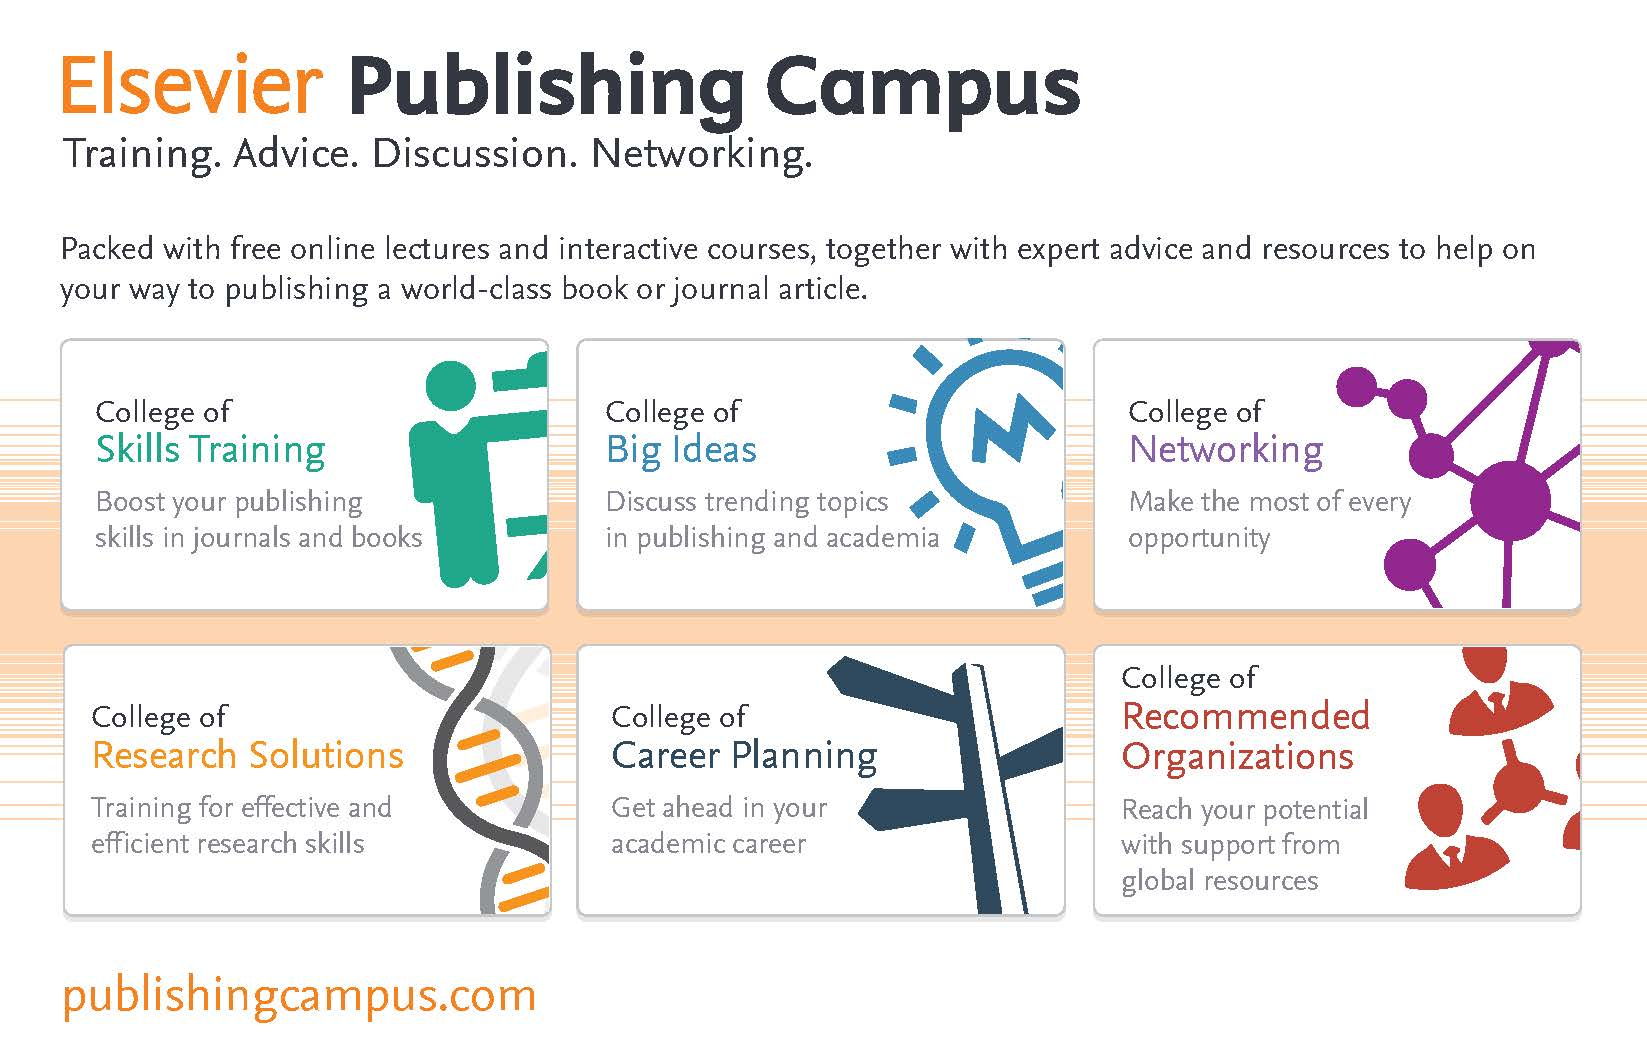 Elsevier Publishing Campus
Training. Advice. Discussion. Networking.
Packed with free online lectures and interactive courses, together with expert advice and resources to help on
your way to publishing a world-class book or journal article.
College of
Skills Training
Boost your publishing
skills in journals and books
College of
Big Ideas
Discuss trending topics
in publishing and academia
College of
Networking
Make the most of every
opportunity
College of
Research Solutions
Training for effective and
efficient research skills
College of
Career Planning
Get ahead in your
academic career
College of
Recommended
Organizations
Reach your potential
with support from
global resources
publishingcampus.com